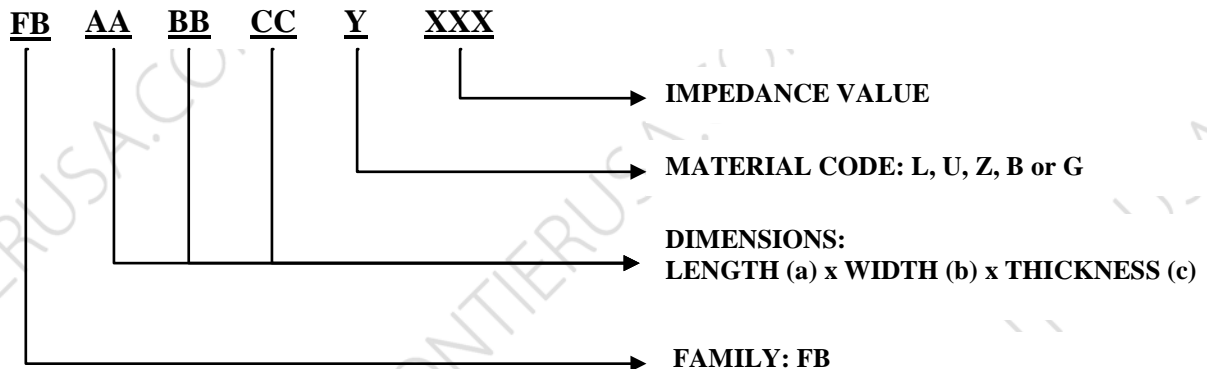 FB AA BB CC Y XXX
IMPEDANCE VALUE
MATERIAL CODE: L, U, Z, B or G
DIMENSIONS:
LENGTH (a) x WIDTH (b) x THICKNESS (c)
FAMILY: FB